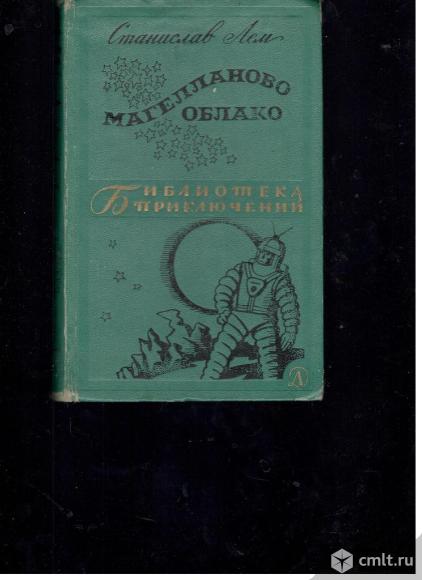 Станислав Лем
МАГЕЛЛАНОВО
ОБЛАКО
БИБЛИОТЕКА
ПРИКЛЮЧЕНИЙ
Д
cmlt.ru